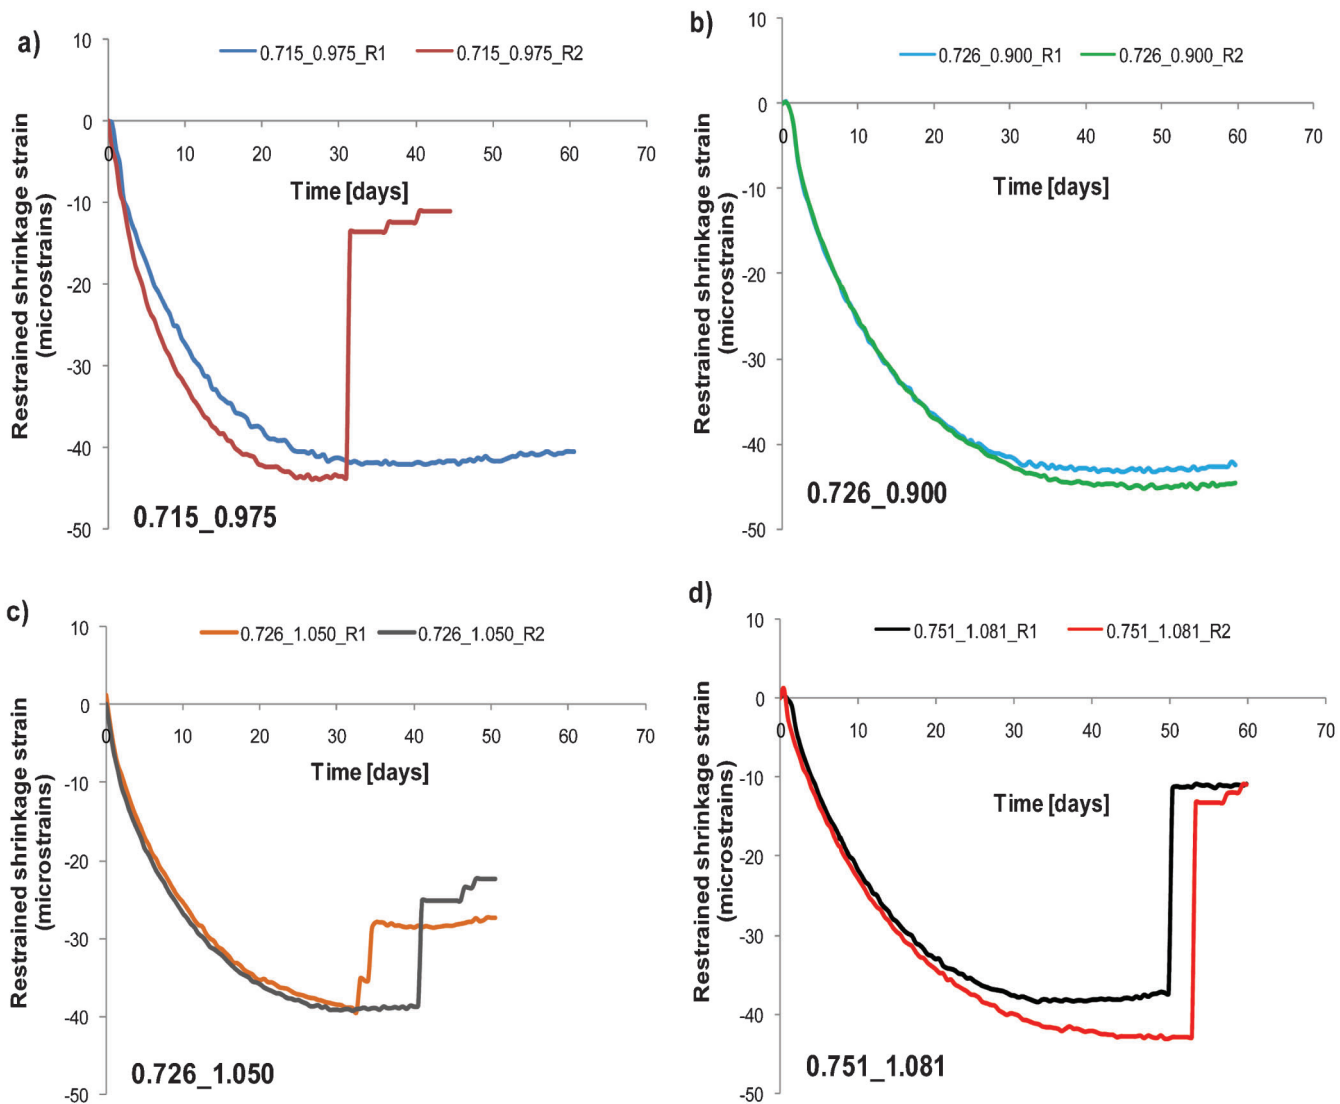 a)
0.715_0.975_R1
0.715_0.975_R2
Restrained shrinkage strain
(microstrains)
10
0
-10
-20
-30
-40
-50
0
10
20
30
40
50
60
70
Time [days]
0.715_0.975
b)
0.726_0.900_R1
0.726_0.900_R2
Restrained shrinkage strain
(microstrains)
10
0
-10
-20
-30
-40
-50
0
10
20
30
40
50
60
70
Time [days]
0.726_0.900
c)
0.726_1.050_R1
0.726_1.050_R2
Restrained shrinkage strain
(microstrains)
10
0
-10
-20
-30
-40
-50
0
10
20
30
40
50
60
70
Time [days]
0.726_1.050
d)
0.751_1.081_R1
0.751_1.081_R2
Restrained shrinkage strain
(microstrains)
10
0
-10
-20
-30
-40
-50
0
10
20
30
40
50
60
70
Time [days]
0.751_1.081